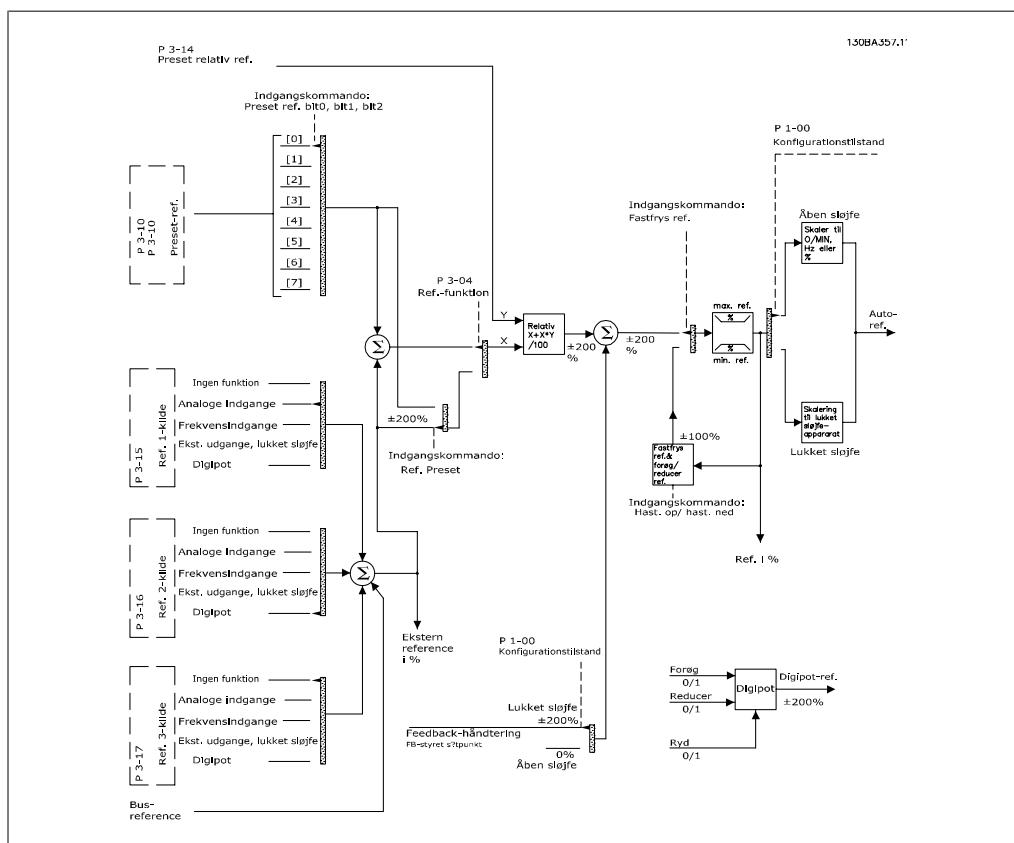 130BA357.11
P 3-14
Preset relativ ref.
Indgangskommando:
Preset ref. bit0, bit1, bit2
P 1-00
Konfigurationstilstand
[0]
[1]
[2]
[3]
[4]
[5]
[6]
[7]
P 3-10
P 3-10
Preset-ref.
Indgangskommando:
Fastfrys ref.
Åben sløjfe
Skaler til
O/MIN,
Hz eller
%
P 3-04
Ref.-funktion
Y
X
Relativ
X+X*Y
/100
±200
%
Σ
±200
%
max. ref.
%
%
min. ref.
Auto-
ref.
Σ
Skalering
til lukket
sløjfe-
appararat
Lukket sløjfe
±200%
Indgangskommando:
Ref. Preset
±100%
Fastfrys
ref.&
forøg/
reducer
ref.
Indgangskommando:
Hast. op/ hast. ned
Ref. i %
P 3-15
Ref. 1-kilde
Ingen funktion
Analoge indgange
Frekvensindgange
Ekst. udgange, lukket sløjfe
Digipot
P 3-16
Ref. 2-kilde
Ingen funktion
Analoge indgange
Frekvensindgange
Ekst. udgange, lukket sløjfe
Digipot
Σ
Ekstern
reference
i %
P 3-17
Ref. 3-kilde
Ingen funktion
Analoge indgange
Frekvensindgange
Ekst. udgange, lukket sløjfe
Digipot
Bus-
reference
P 1-00
Konfigurationstilstand
Lukket sløjfe
±200%
Feedback-håndtering
FB-styret s?tpunkt
0%
Åben sløjfe
Forøg
0/1
Reducer
0/1
Ryd
0/1
Digipot
Digipot-ref.
±200%